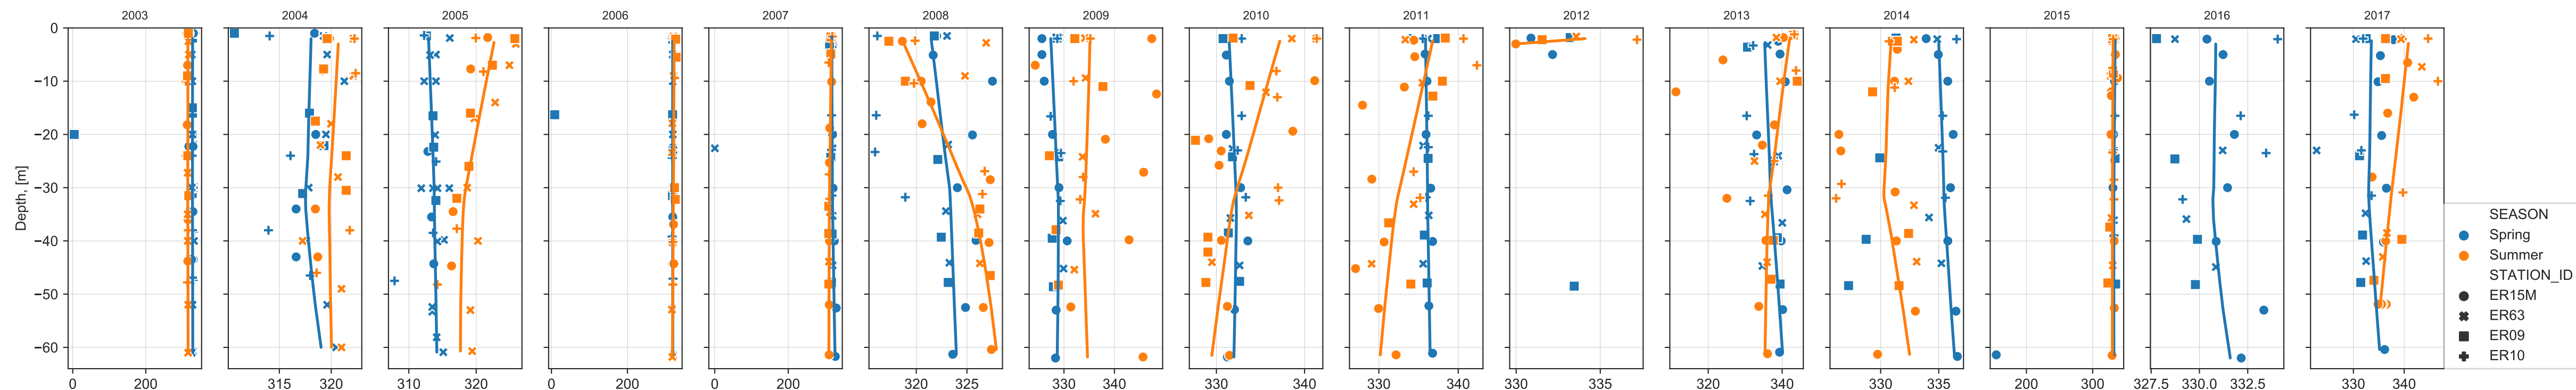 2003 2004 2005 2006 2007 2008 2009 2010 2011 2012 2013 2014 2015 2016 2017
0
−10
−20
−30
−40
−50
−60
Depth, [m]
SEASON
Spring
Summer
STATION_ID
ER15M
ER63
ER09
ER10
0 200 315 320 310 320 0 200 0 200 320 325 330 340 330 340 330 340 330 335 320 340 330 335 200 300 327.5 330.0 332.5 330 340